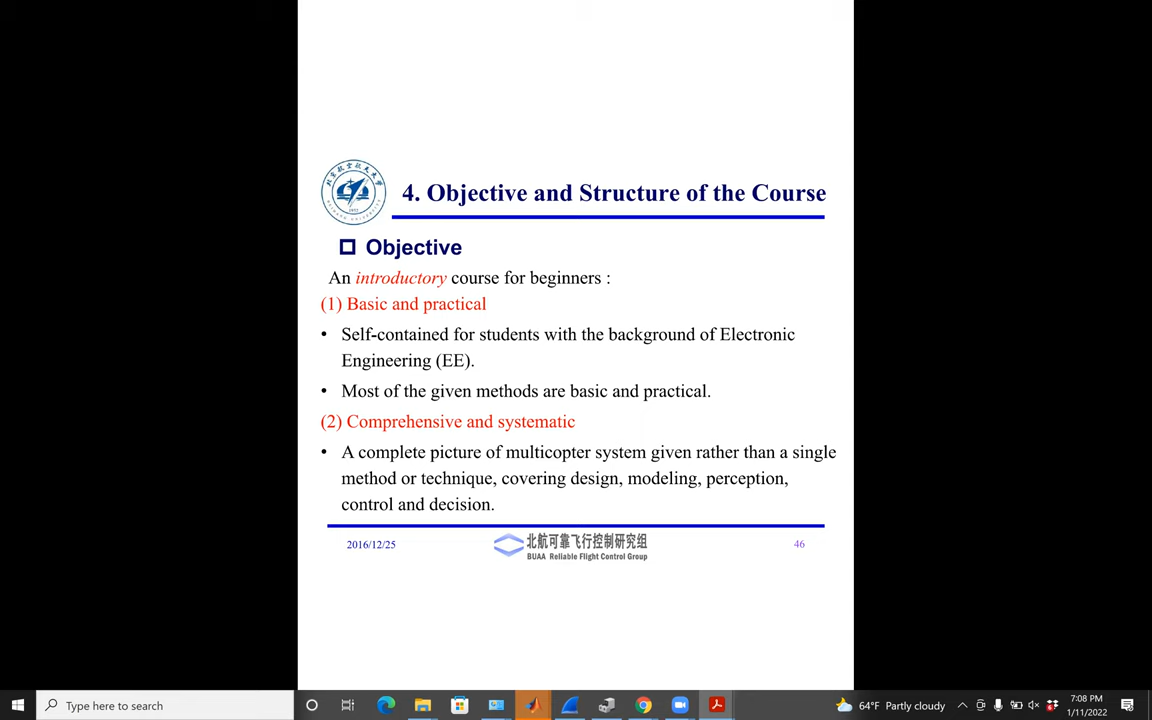 4. Objective and Structure of the Course
Objective
An introductory course for beginners :
(1) Basic and practical
• Self-contained for students with the background of Electronic
Engineering (EE).
• Most of the given methods are basic and practical.
(2) Comprehensive and systematic
• A complete picture of multicopter system given rather than a single
method or technique, covering design, modeling, perception,
control and decision.
2016/12/25
北航可靠飞行控制研究组
BUAA Reliable Flight Control Group
46
Type here to search
64°F Partly cloudy
7:08 PM
1/11/2022